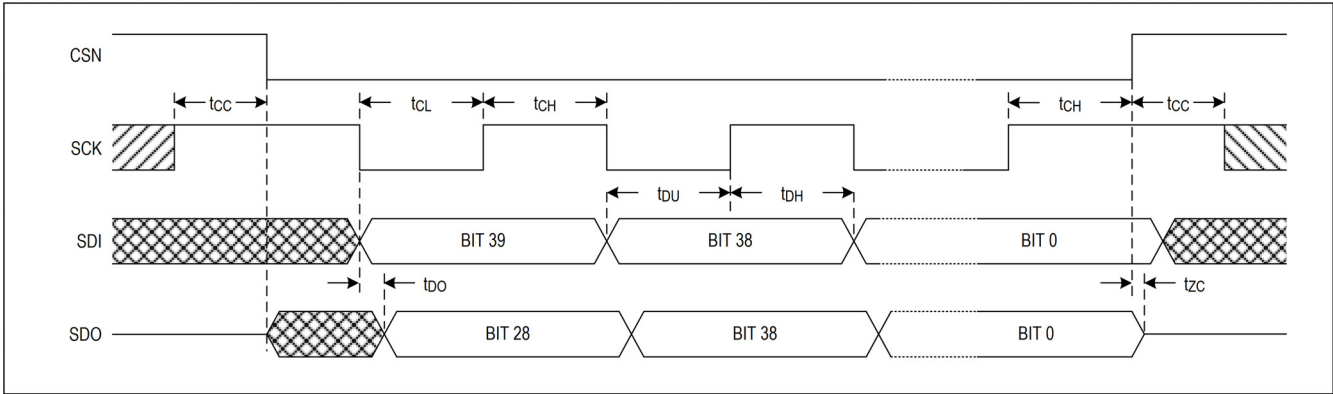 CSN
tCC tCL tCH tCH tCC
SCK
tDU tDH
SDI BIT 39 BIT 38 BIT 0
tDO tZC
SDO BIT 28 BIT 38 BIT 0